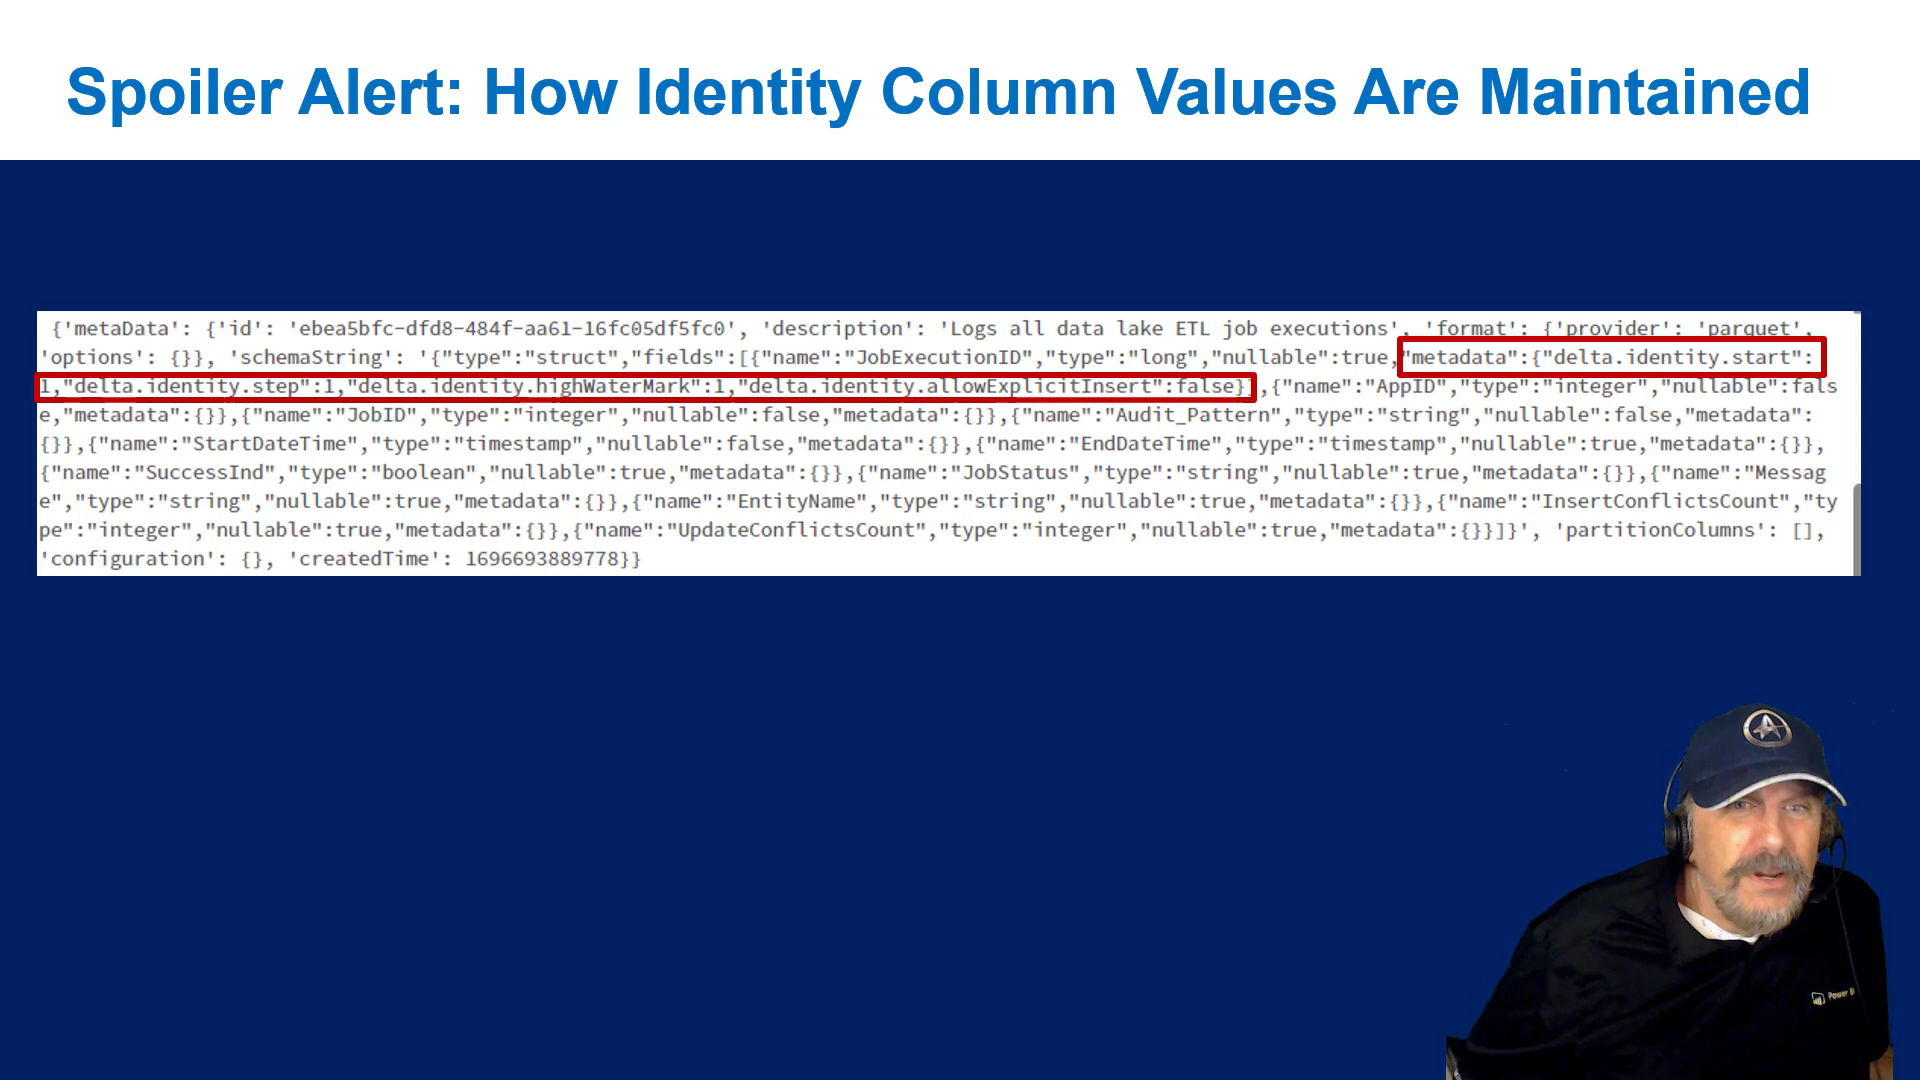 Spoiler Alert: How Identity Column Values Are Maintained
{'metaData': {'id': 'ebea5bfc-dfd8-484f-aa61-16fc05df5fc0', 'description': 'Logs all data lake ETL job executions', 'format': {'provider': 'parquet',
'options': {}}, 'schemaString': '{"type":"struct","fields":[{"name":"JobExecutionID","type":"long","nullable":true,"metadata":{"delta.identity.start":
1,"delta.identity.step":1,"delta.identity.highWaterMark":1,"delta.identity.allowExplicitInsert":false}},{"name":"AppID","type":"integer","nullable":fals
e,"metadata":{}},{"name":"JobID","type":"integer","nullable":false,"metadata":{}},{"name":"Audit_Pattern","type":"string","nullable":false,"metadata":
{}},{"name":"StartDateTime","type":"timestamp","nullable":false,"metadata":{}},{"name":"EndDateTime","type":"timestamp","nullable":true,"metadata":{}},
{"name":"SuccessInd","type":"boolean","nullable":true,"metadata":{}},{"name":"JobStatus","type":"string","nullable":true,"metadata":{}},{"name":"Messag
e","type":"string","nullable":true,"metadata":{}},{"name":"EntityName","type":"string","nullable":true,"metadata":{}},{"name":"InsertConflictsCount","ty
pe":"integer","nullable":true,"metadata":{}},{"name":"UpdateConflictsCount","type":"integer","nullable":true,"metadata":{}}]}', 'partitionColumns': [],
'configuration': {}, 'createdTime': 1696693889778}}
Power